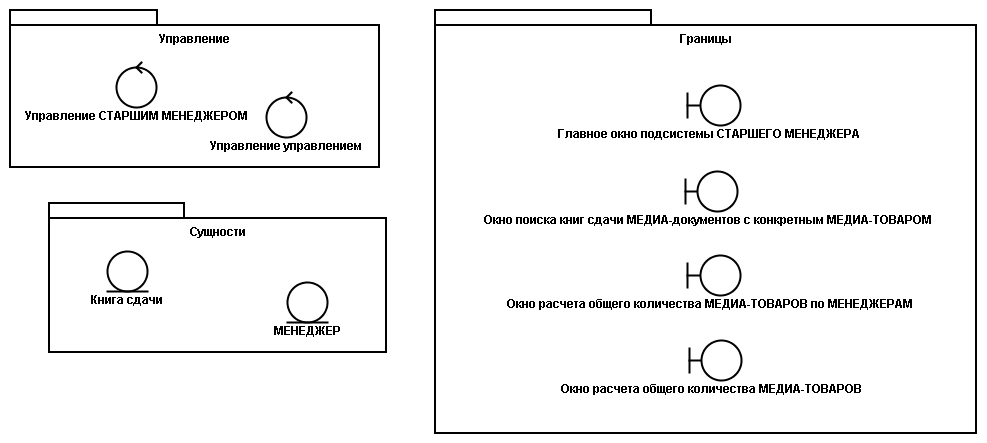 Управление
Управление СТАРШИМ МЕНЕДЖЕРОМ
Управление управлением
Сущности
Книга сдачи
МЕНЕДЖЕР
Границы
Главное окно подсистемы СТАРШЕГО МЕНЕДЖЕРА
Окно поиска книг сдачи МЕДИА-документов с конкретным МЕДИА-ТОВАРОМ
Окно расчета общего количества МЕДИА-ТОВАРОВ по МЕНЕДЖЕРАМ
Окно расчета общего количества МЕДИА-ТОВАРОВ